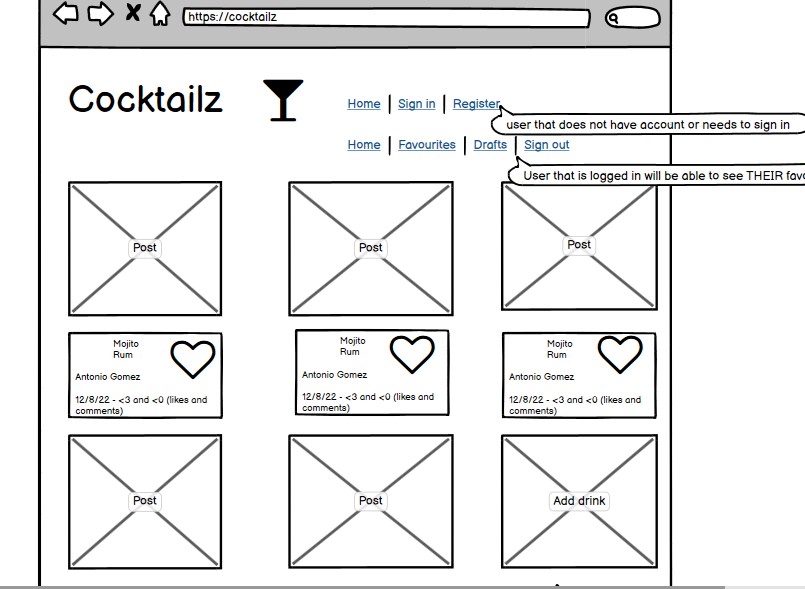 https://cocktailz
Cocktailz
Home | Sign in | Register
user that does not have account or needs to sign in
Home | Favourites | Drafts | Sign out
User that is logged in will be able to see THEIR favo
Post
Post
Post
Mojito
Rum
Antonio Gomez
12/8/22 - <3 and <0 (likes and
comments)
Mojito
Rum
Antonio Gomez
12/8/22 - <3 and <0 (likes and
comments)
Mojito
Rum
Antonio Gomez
12/8/22 - <3 and <0 (likes and
comments)
Post
Post
Add drink